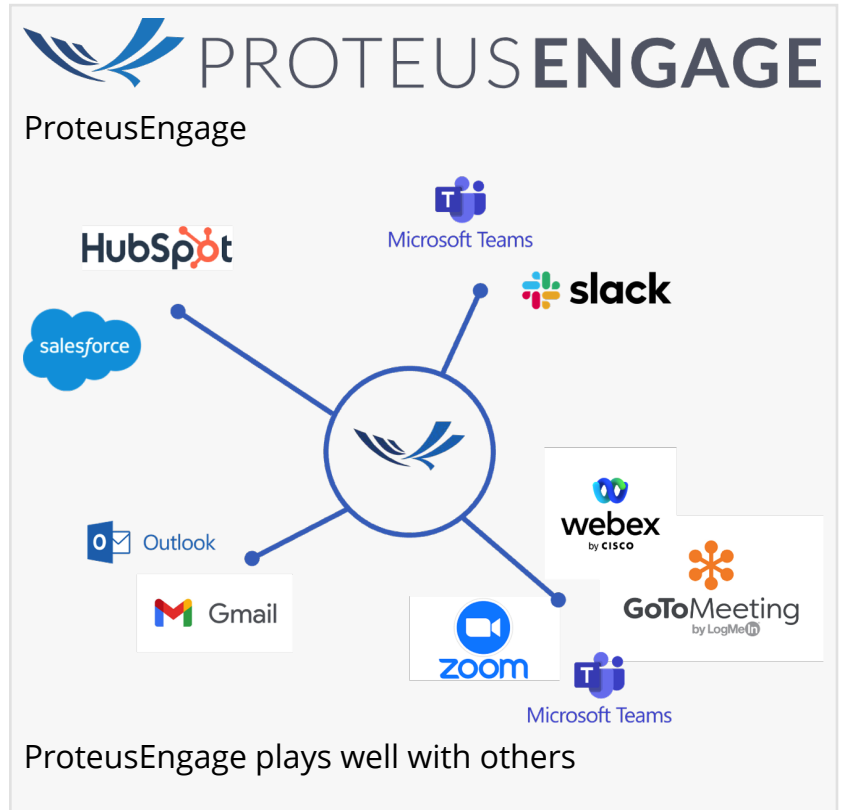 PROTEUSENGAGE
ProteusEngage
T
Microsoft Teams
HubSpot
slack
salesforce
webex
by CISCO
O Outlook
GoToMeeting
by LogMeIn
M Gmail
zoom
T
Microsoft Teams
ProteusEngage plays well with others